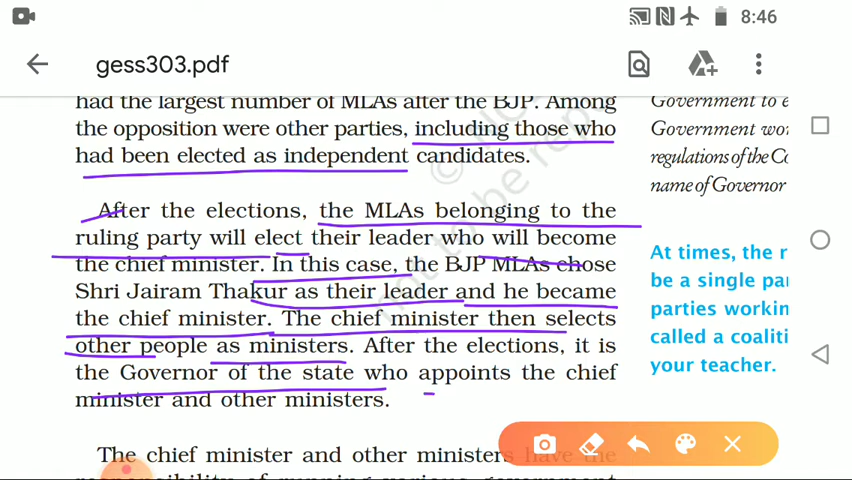 8:46
gess303.pdf
had the largest number of MLAs after the BJP. Among
the opposition were other parties, including those who
had been elected as independent candidates.
After the elections, the MLAs belonging to the
ruling party will elect their leader who will become
the chief minister. In this case, the BJP MLAs chose
Shri Jairam Thakur as their leader and he became
the chief minister. The chief minister then selects
other people as ministers. After the elections, it is
the Governor of the state who appoints the chief
minister and other ministers.
The chief minister and other ministers have the
Government to e
Government wor
regulations of the Co
name of Governor
At times, the r
be a single par
parties workin
called a coaliti
your teacher.